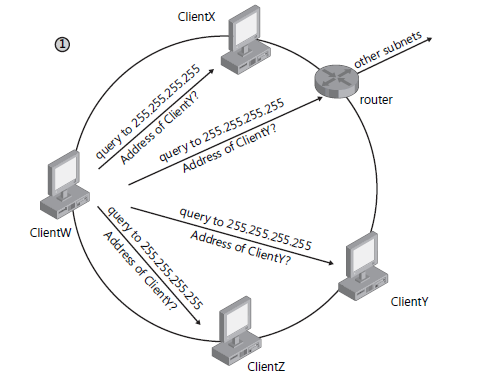 ClientX
1
other subnets
router
query to 255.255.255.255
Address of ClientY?
query to 255.255.255.255
Address of ClientY?
ClientW
query to 255.255.255.255
Address of ClientY?
query to 255.255.255.255
Address of ClientY?
ClientY
ClientZ